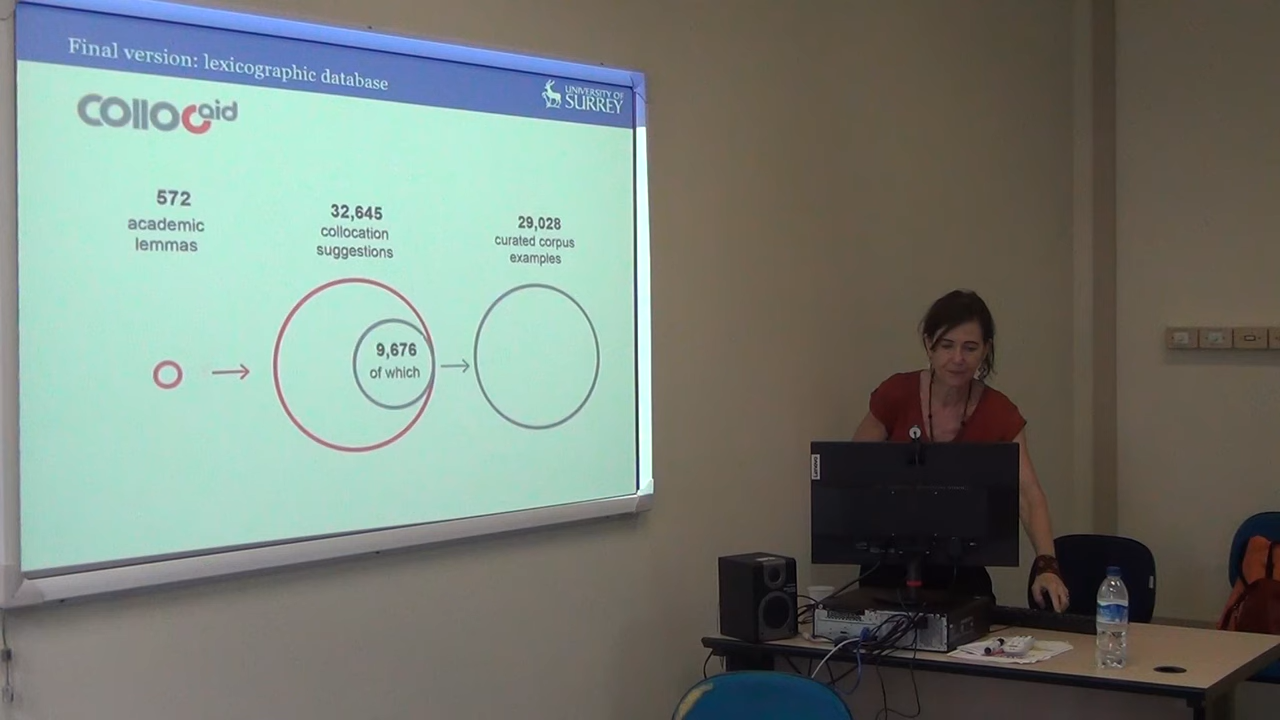 Final version: lexicographic database
UNIVERSITY OF
SURREY
collocaid
572
academic
lemmas
32,645
collocation
suggestions
29,028
curated corpus
examples
9,676
of which
Lenovo